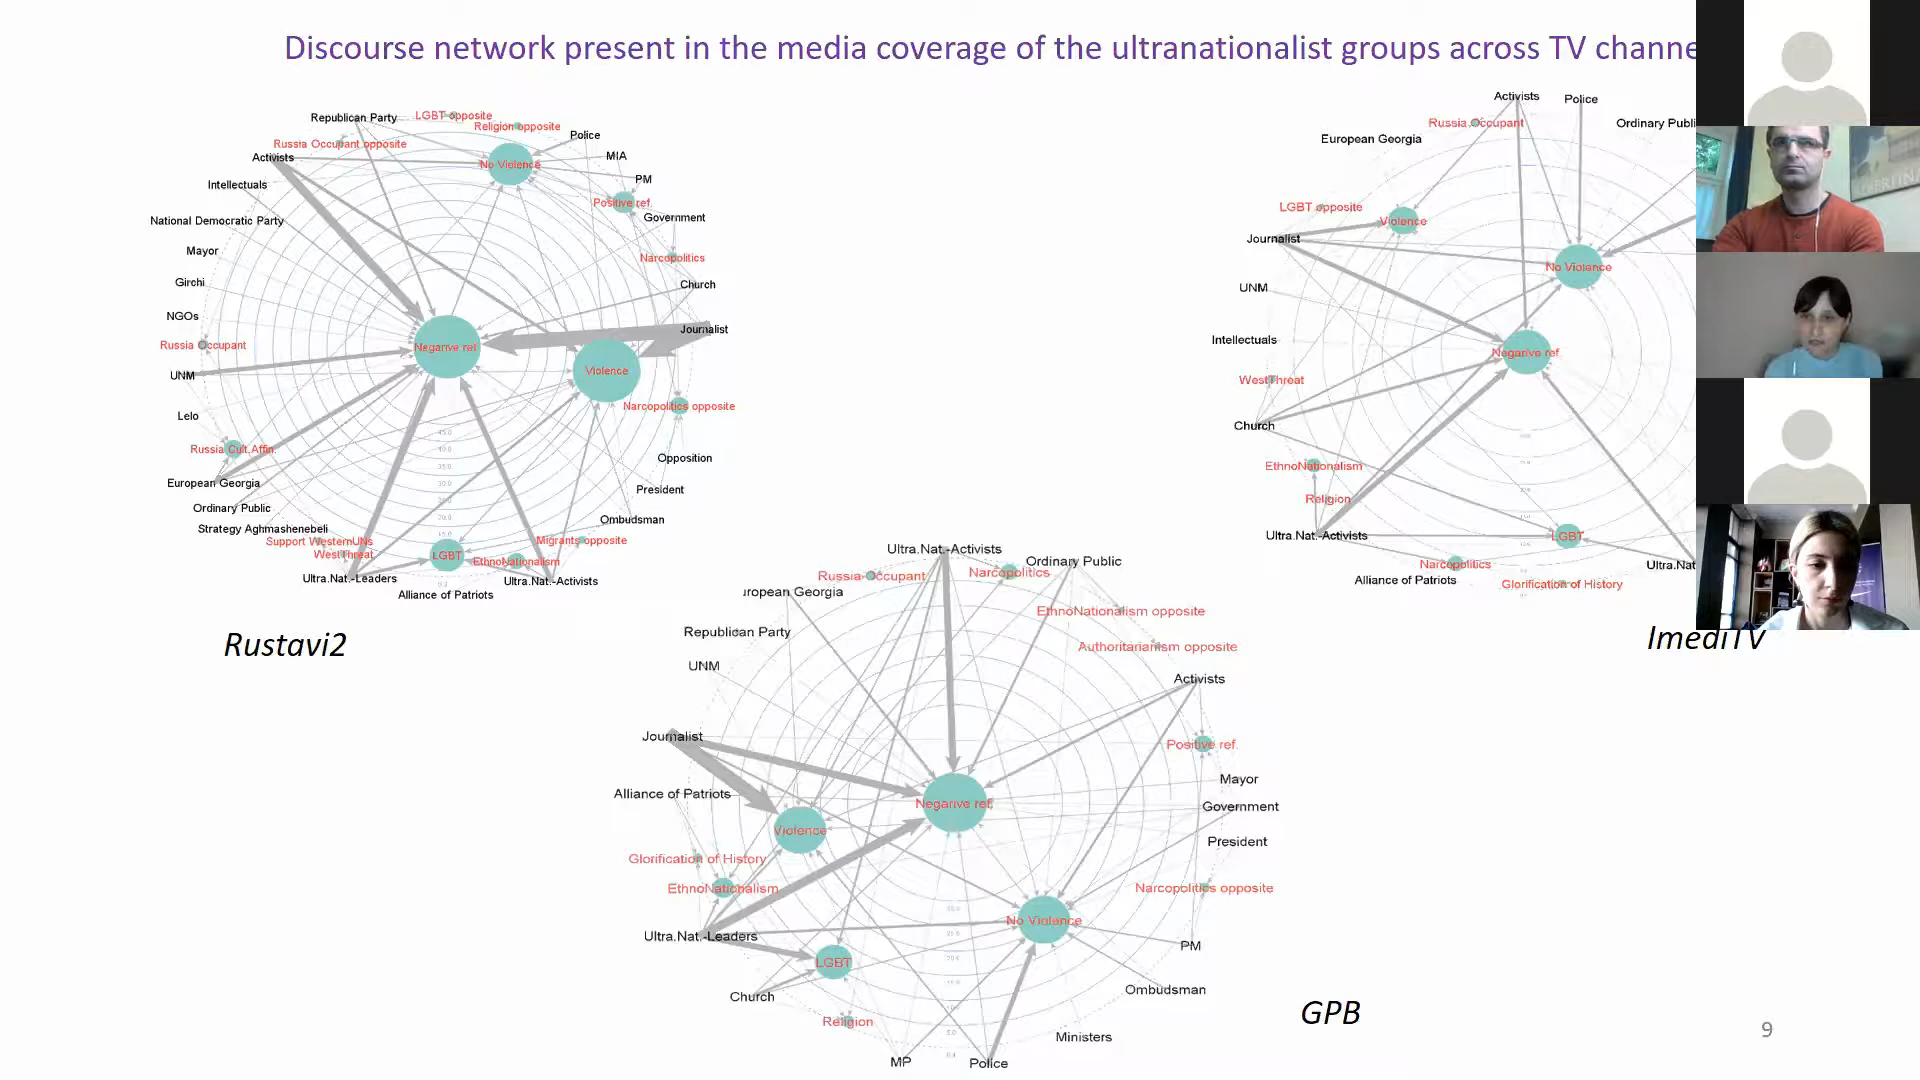 Discourse network present in the media coverage of the ultranationalist groups across TV channe
Republican Party
LGBT opposite
Religion opposite
Police
Russia Occupant opposite
Activists
No Violence
MIA
Intellectuals
PM
Positive ref.
National Democratic Party
Government
Mayor
Narcopolitics
Girchi
Church
NGOs
Journalist
Russia Occupant
Negarive ref.
Violence
UNM
Lelo
Narcopolitics opposite
Russia Cult.Affin.
Opposition
European Georgia
President
Ordinary Public
Ombudsman
Strategy Aghmashenebeli
Support WesternUNs
Migrants opposite
WestThreat
LGBT
EthnoNationalism
Ultra.Nat.-Leaders
Ultra.Nat.-Activists
Alliance of Patriots
Rustavi2
Activists
Police
Russia Occupant
Ordinary Publi
European Georgia
LGBT opposite
Violence
Journalist
No Violence
UNM
Intellectuals
Negarive ref.
WestThreat
Church
EthnoNationalism
Religion
Ultra.Nat.-Activists
LGBT
Narcopolitics
Ultra.Nat
Alliance of Patriots
Glorification of History
ImediTV
Ultra.Nat.-Activists
Ordinary Public
Russia Occupant
Narcopolitics
uropean Georgia
EthnoNationalism opposite
Republican Party
Authoritarianism opposite
UNM
Activists
Journalist
Positive ref.
Mayor
Alliance of Patriots
Negarive ref.
Government
Violence
President
Glorification of History
EthnoNationalism
Narcopolitics opposite
No Violence
Ultra.Nat.-Leaders
PM
LGBT
Church
Ombudsman
Religion
Ministers
MP
Police
GPB
9